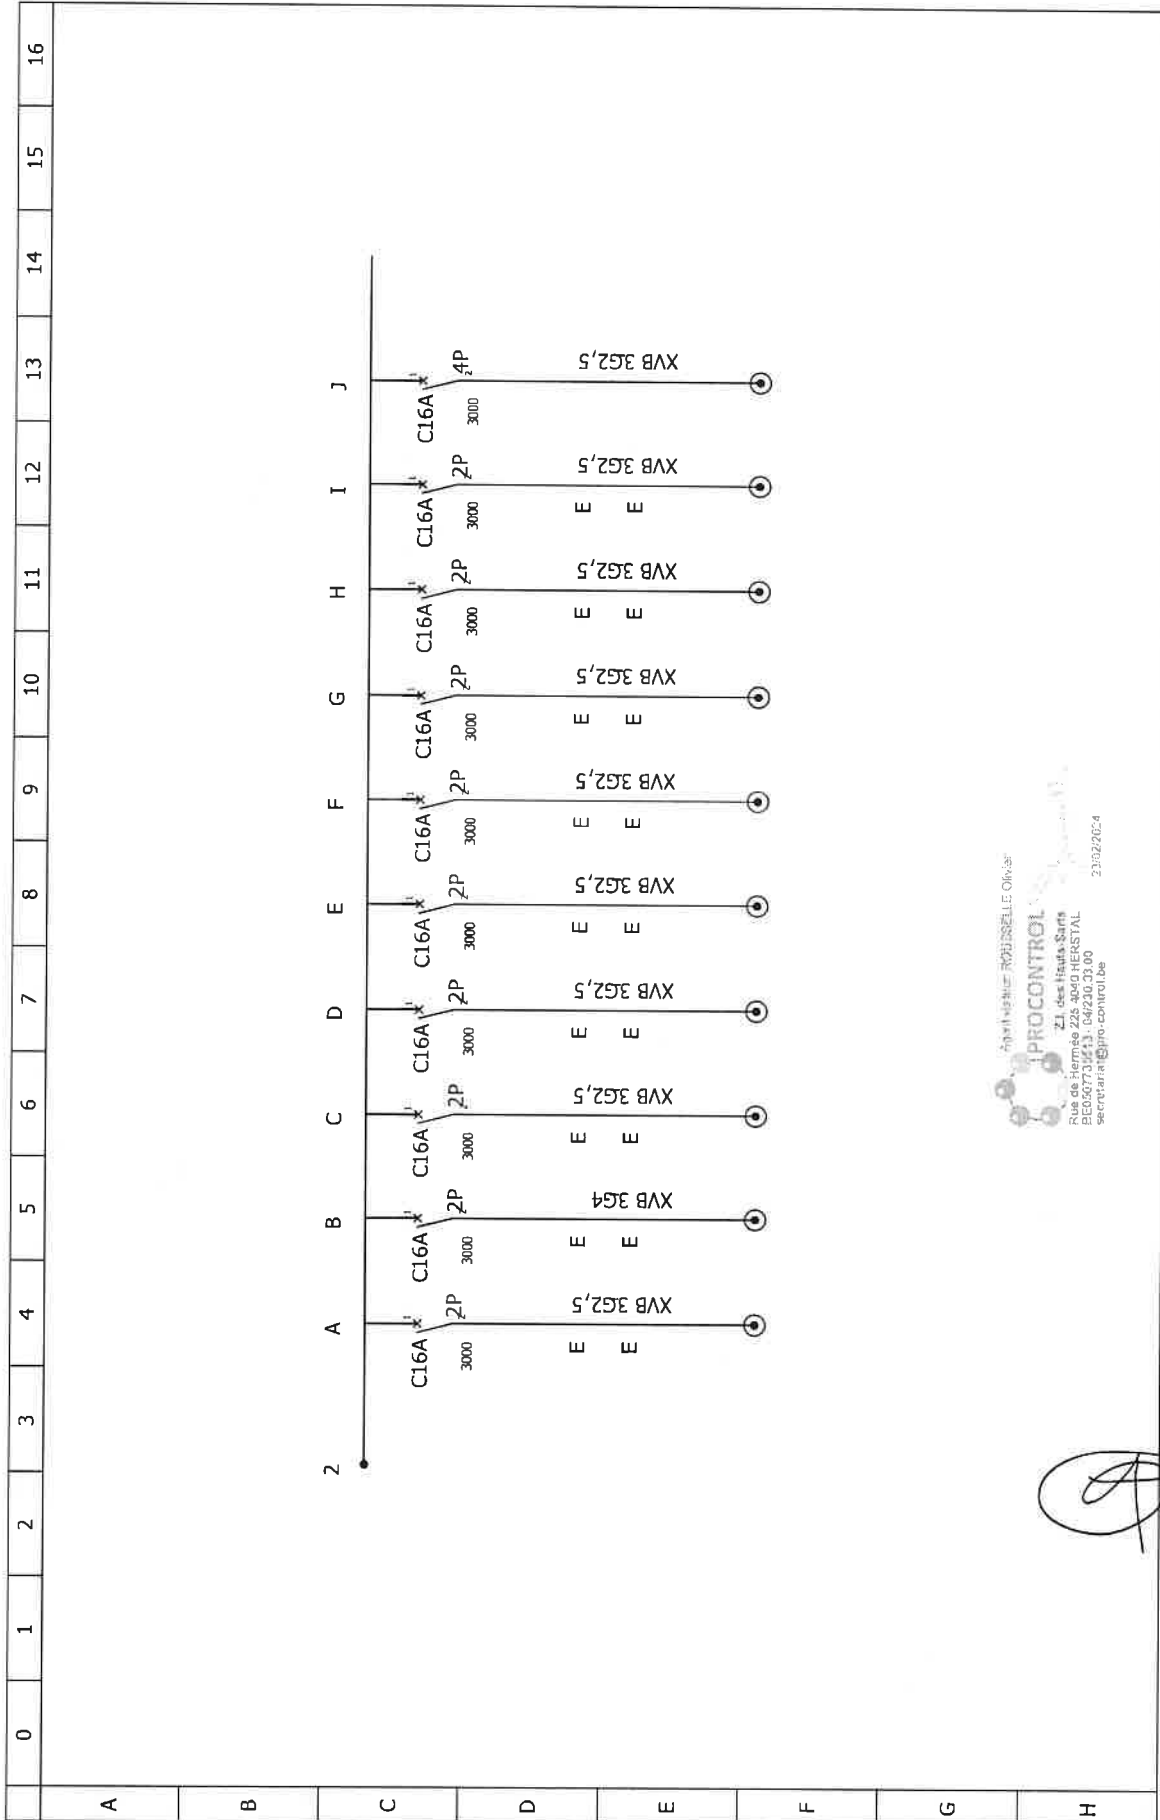 0 1 2 3 4 5 6 7 8 9 10 11 12 13 14 15 16
A
B
C
D
E
F
G
H
2 A B C D E F G H I J
C16A C16A C16A C16A C16A C16A C16A C16A C16A C16A
2P 2P 2P 2P 2P 2P 2P 2P 2P 4P
3000 3000 3000 3000 3000 3000 3000 3000 3000 3000
XVB 3G2,5 XVB 3G4 XVB 3G2,5 XVB 3G2,5 XVB 3G2,5 XVB 3G2,5 XVB 3G2,5 XVB 3G2,5 XVB 3G2,5 XVB 3G2,5
E E E E E E E E E
E E E E E E E E E
ROUSSELLE Olivier
PROCONTROL
Z.I. des Hauts-Sarts
Rue de Hermée 225 4040 HERSTAL
04/230.33.00
secretariat@pro-control.be
23/02/2024